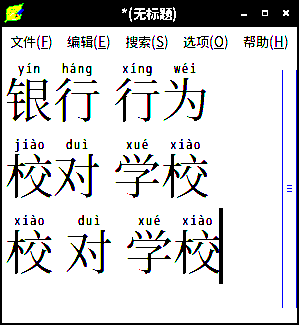 *(无标题)
文件(F) 编辑(E) 搜索(S) 选项(O) 帮助(H)
yín háng xíng wéi
银行 行为
jiào duì xué xiào
校对 学校
xiào duì xué xiào
校 对 学校